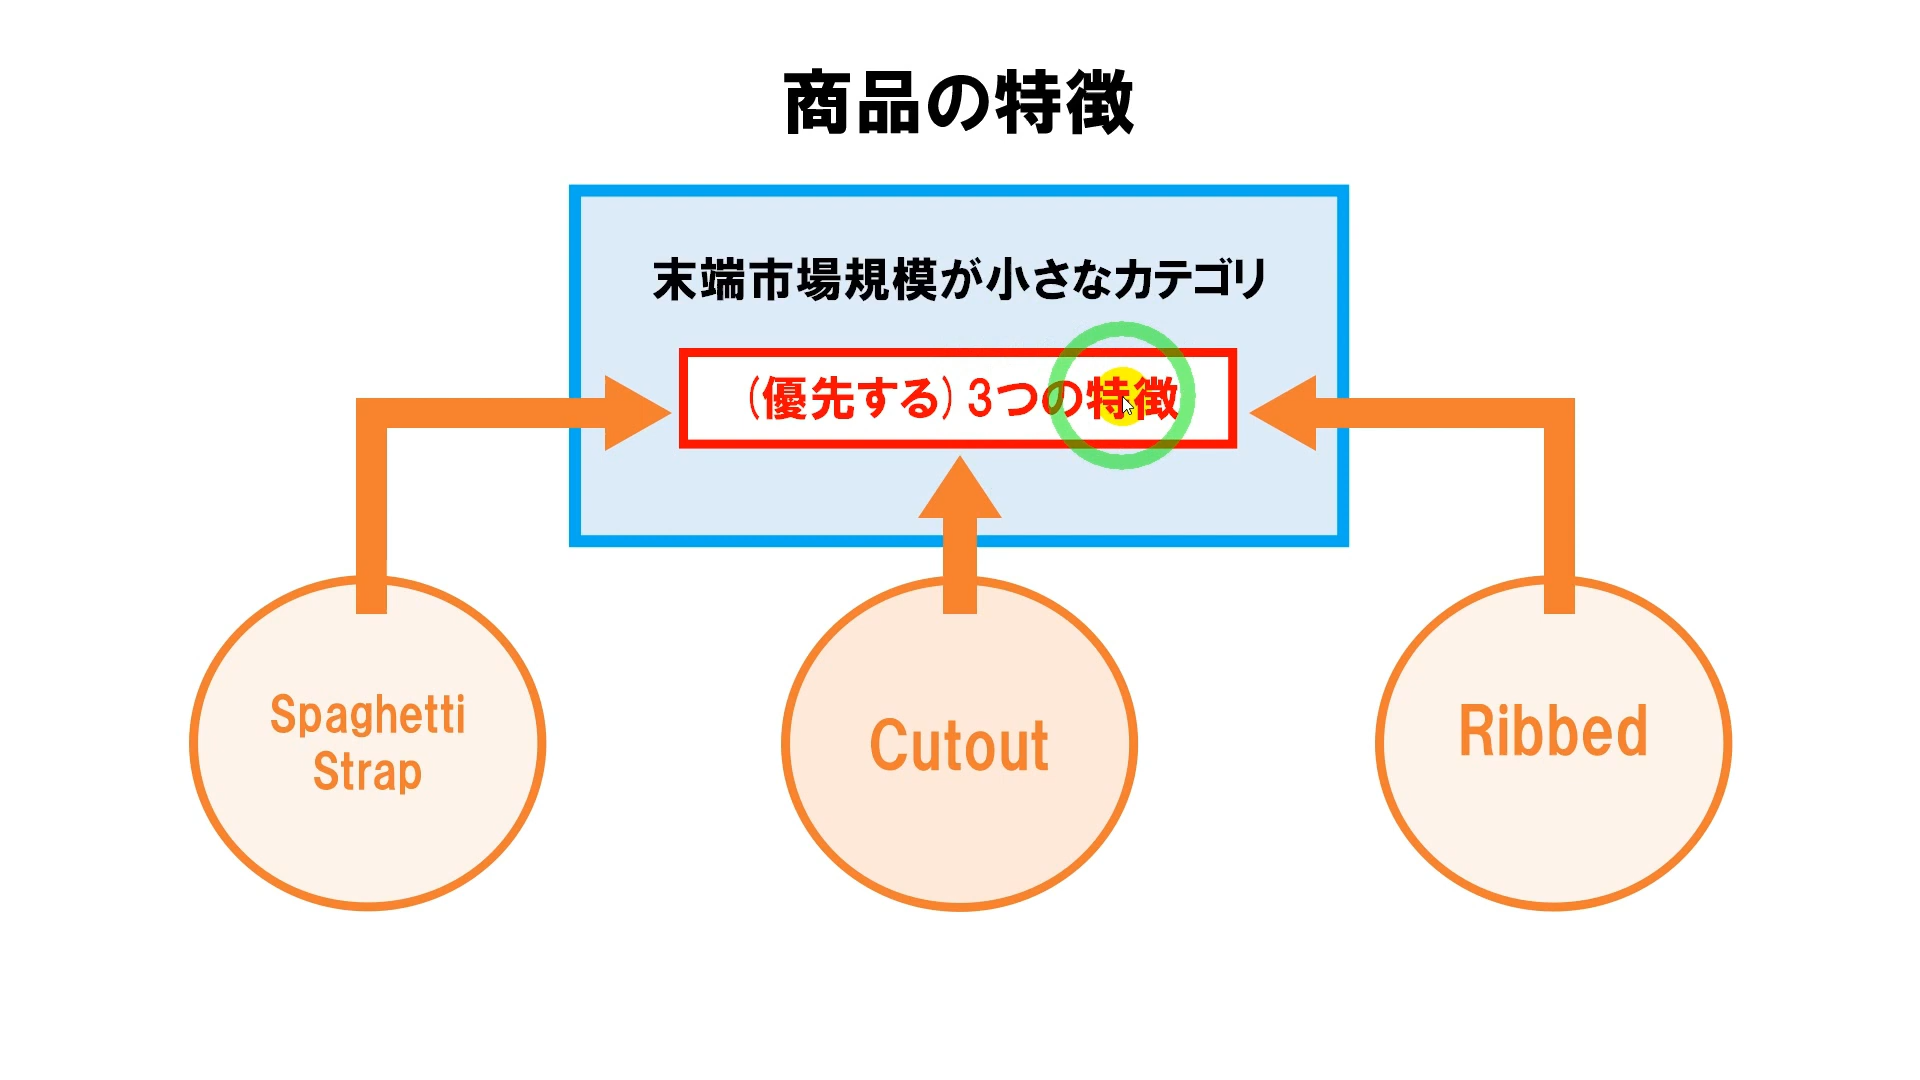 商品の特徴
末端市場規模が小さなカテゴリ
(優先する)3つの特徴
Spaghetti
Strap
Cutout
Ribbed